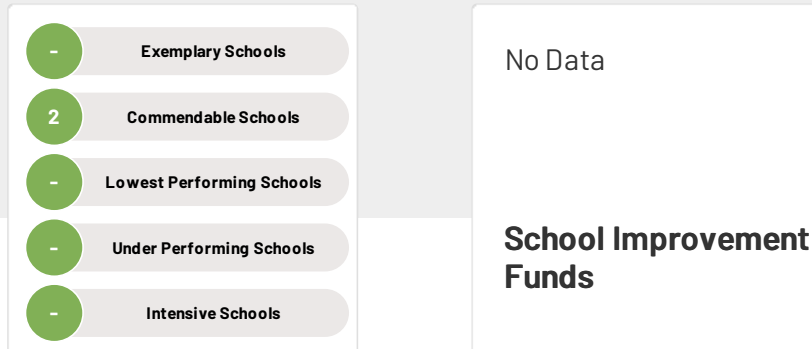 -
Exemplary Schools
2
Commendable Schools
-
Lowest Performing Schools
-
Under Performing Schools
-
Intensive Schools
No Data
School Improvement
Funds